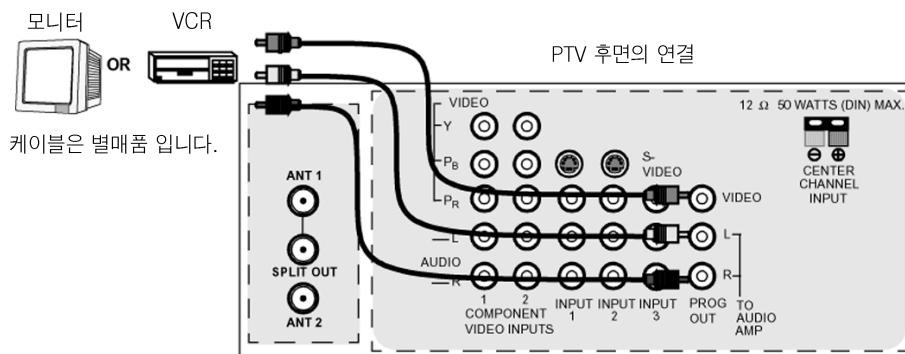 모니터
VCR
OR
케이블은 별매품 입니다.
PTV 후면의 연결
ANT 1
SPLIT OUT
ANT 2
VIDEO
Y
PB
PR
L
AUDIO
R
S-
VIDEO
12 Ω 50 WATTS (DIN) MAX.
CENTER
CHANNEL
INPUT
VIDEO
L
R
1
COMPONENT
VIDEO INPUTS
2
INPUT
1
INPUT
2
INPUT
3
PROG
OUT
TO
AUDIO
AMP